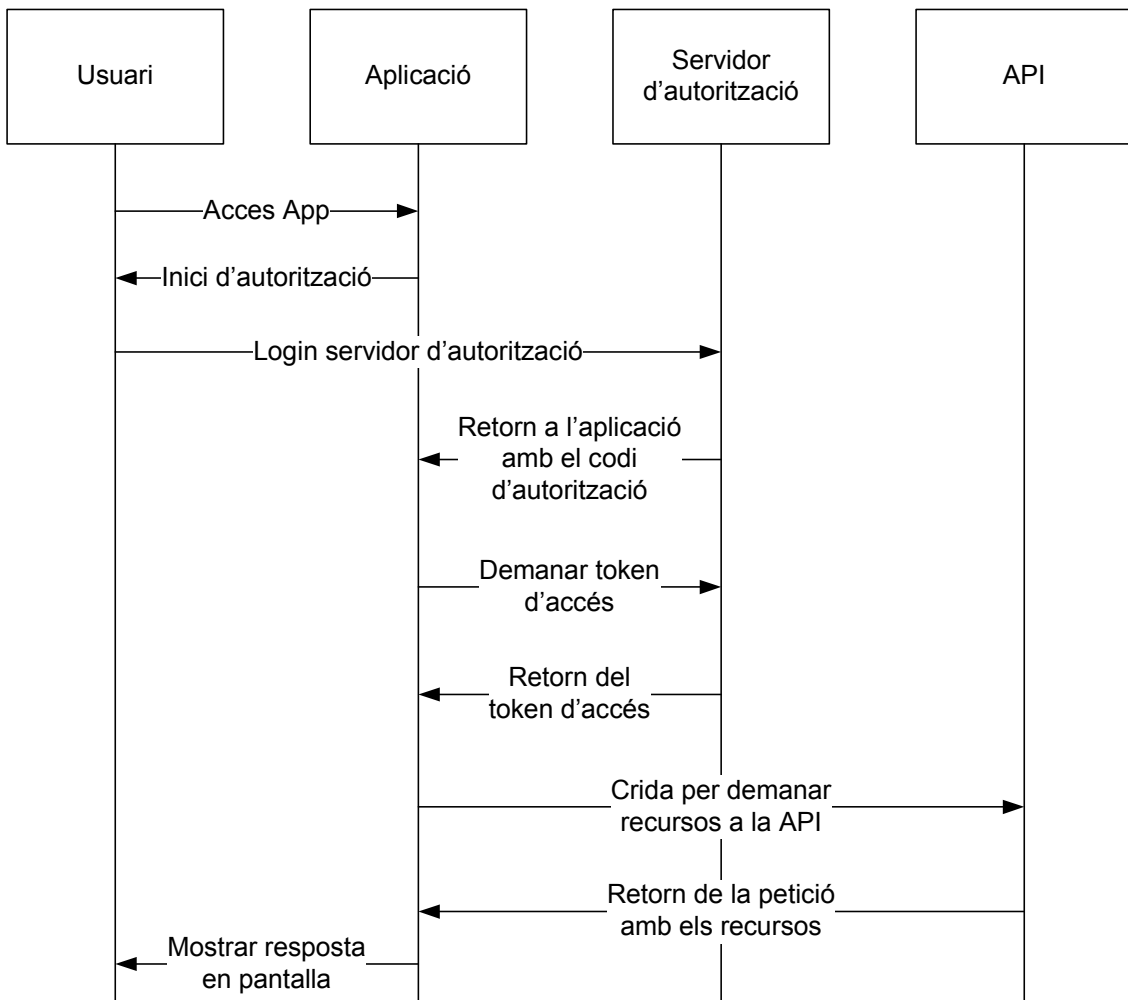 Usuari
Aplicació
Servidor
d’autorització
API
Acces App
Inici d’autorització
Login servidor d’autorització
Retorn a l’aplicació
amb el codi
d’autorització
Demanar token
d’accés
Retorn del
token d’accés
Crida per demanar
recursos a la API
Retorn de la petició
amb els recursos
Mostrar resposta
en pantalla